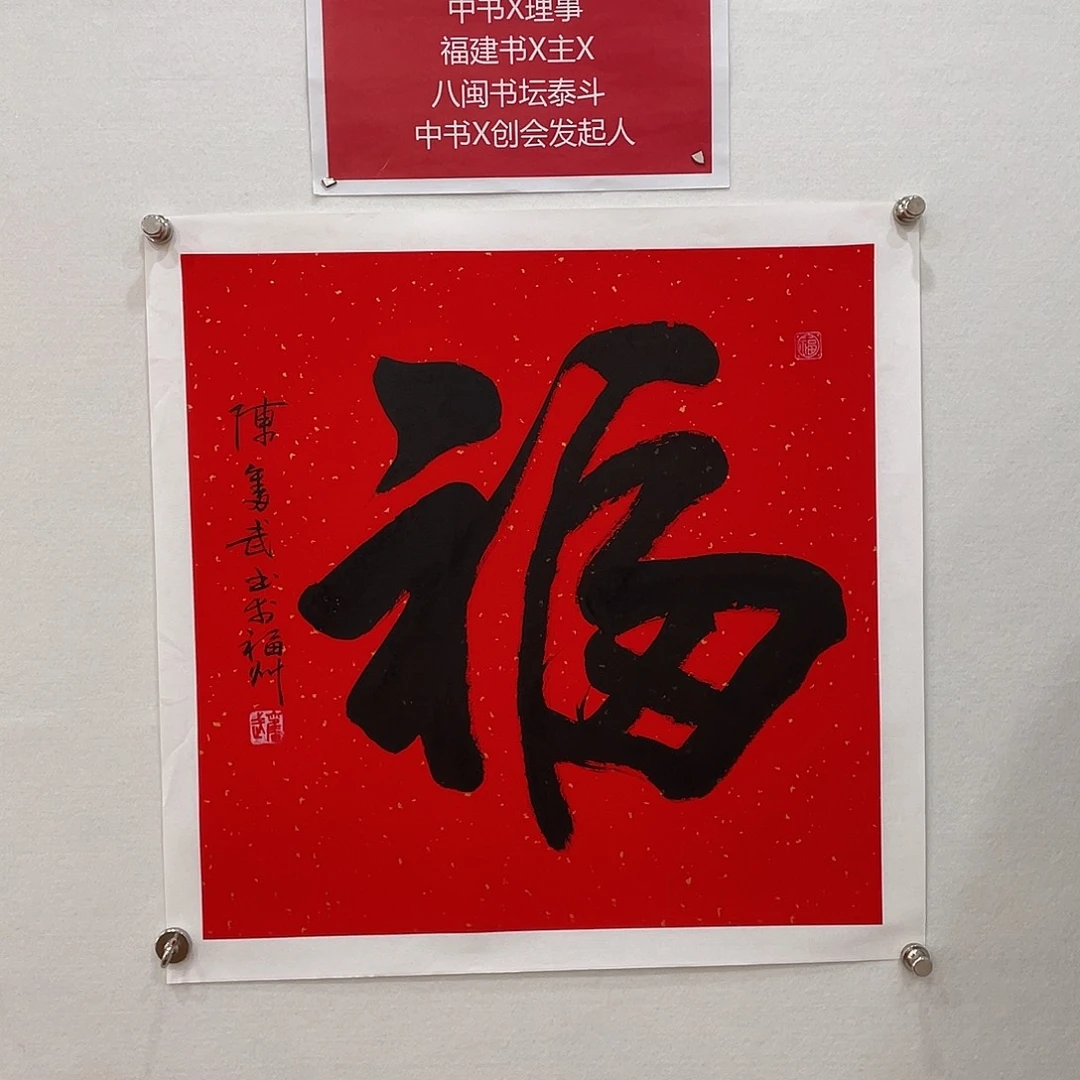 中书X理事
福建书X主X
八闽书坛泰斗
中书X创会发起人
福
福
陳奮武書於福州